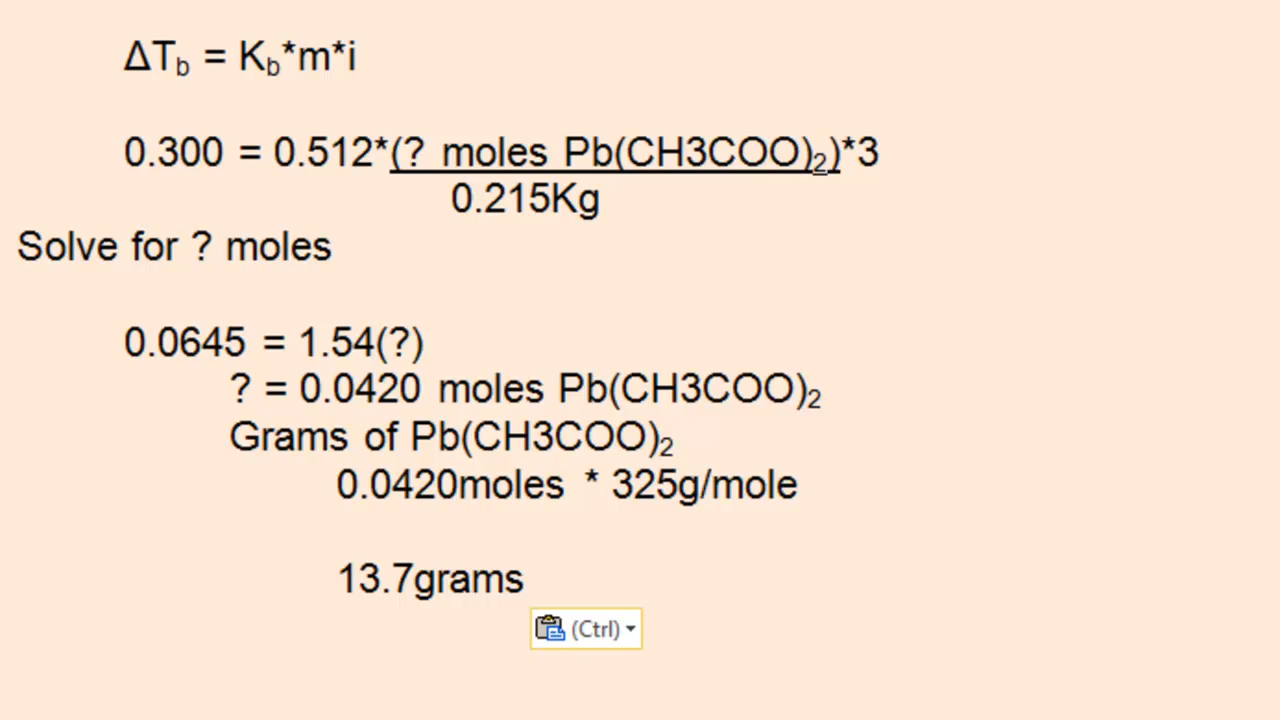 ΔTb = Kb*m*i
0.300 = 0.512*(? moles Pb(CH3COO)2)*3
0.215Kg
Solve for ? moles
0.0645 = 1.54(?)
? = 0.0420 moles Pb(CH3COO)2
Grams of Pb(CH3COO)2
0.0420moles * 325g/mole
13.7grams
(Ctrl)